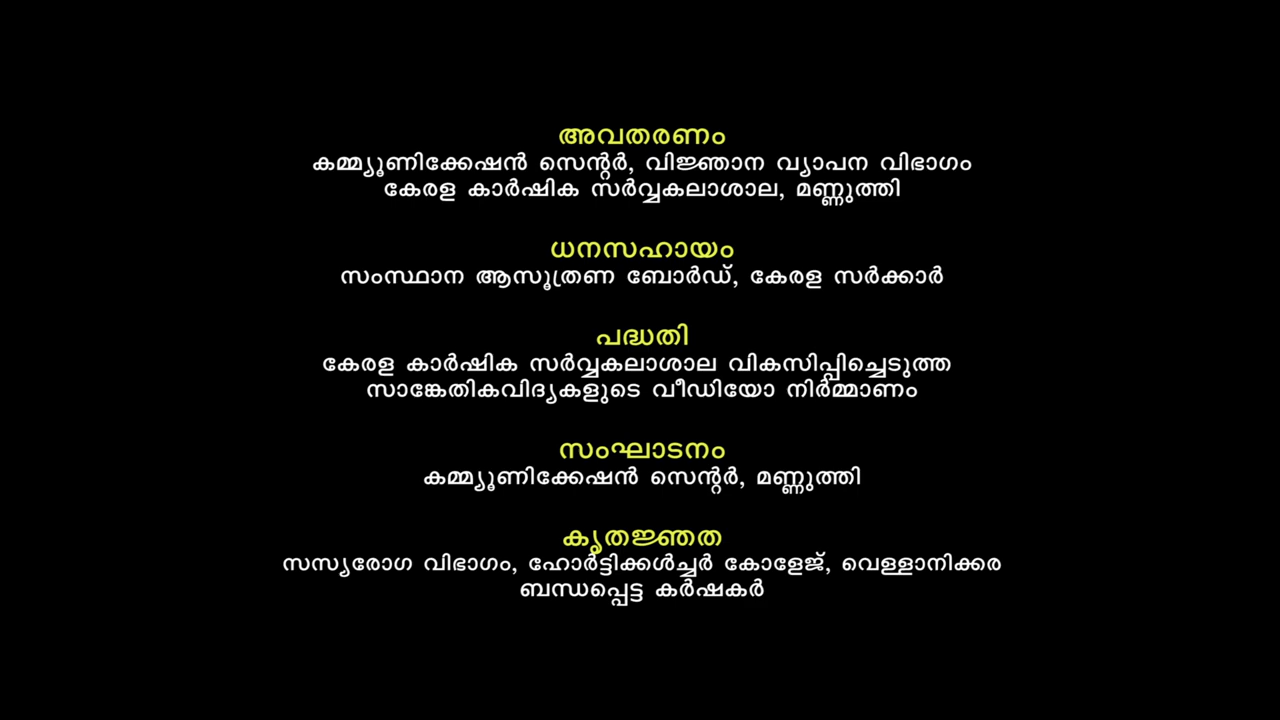 അവതരണം
കമ്മ്യൂണിക്കേഷൻ സെന്റർ, വിജ്ഞാന വ്യാപന വിഭാഗം
കേരള കാർഷിക സർവ്വകലാശാല, മണ്ണുത്തി
ധനസഹായം
സംസ്ഥാന ആസൂത്രണ ബോർഡ്, കേരള സർക്കാർ
പദ്ധതി
കേരള കാർഷിക സർവ്വകലാശാല വികസിപ്പിച്ചെടുത്ത
സാങ്കേതികവിദ്യകളുടെ വീഡിയോ നിർമ്മാണം
സംഘാടനം
കമ്മ്യൂണിക്കേഷൻ സെന്റർ, മണ്ണുത്തി
കൃതജ്ഞത
സസ്യരോഗ വിഭാഗം, ഹോർട്ടിക്കൾച്ചർ കോളേജ്, വെള്ളാനിക്കര
ബന്ധപ്പെട്ട കർഷകർ